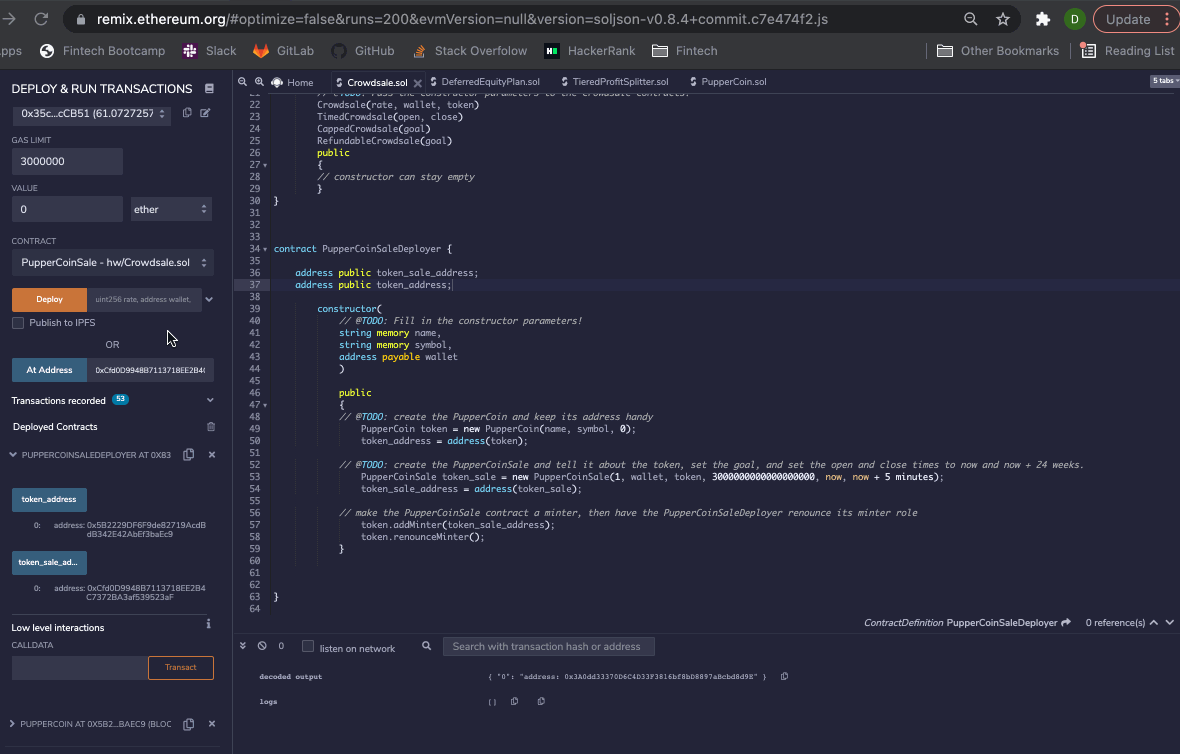 remix.ethereum.org/#optimize=false&runs=200&evmVersion=null&version=soljson-v0.8.4+commit.c7e474f2.js
D
Update
pps
Fintech Bootcamp
Slack
GitLab
GitHub
Stack Overfolow
HackerRank
Fintech
Other Bookmarks
Reading List
DEPLOY & RUN TRANSACTIONS
0x35c...cCB51 (61.0727257
GAS LIMIT
3000000
VALUE
0
ether
CONTRACT
PupperCoinSale - hw/Crowdsale.sol
Deploy
uint256 rate, address wallet,
Publish to IPFS
OR
At Address
0xCfd0D9948B7113718EE2B4
Transactions recorded 53
Deployed Contracts
PUPPERCOINSALEDEPLOYER AT 0X83
token_address
0: address: 0x5B2229DF6F9de82719AcdB
dB342E42AbEf3baEc9
token_sale_ad...
0: address: 0xCfd0D9948B7113718EE2B4
C7372BA3af539523aF
Low level interactions
CALLDATA
Transact
PUPPERCOIN AT 0X5B2...BAEC9 (BLOC
Home
Crowdsale.sol
DeferredEquityPlan.sol
TieredProfitSplitter.sol
PupperCoin.sol
5 tabs
21 // @TODO: Pass the constructor parameters to the crowdsale contracts.
22 Crowdsale(rate, wallet, token)
23 TimedCrowdsale(open, close)
24 CappedCrowdsale(goal)
25 RefundableCrowdsale(goal)
26 public
27 {
28 // constructor can stay empty
29 }
30 }
31
32
33
34 contract PupperCoinSaleDeployer {
35
36 address public token_sale_address;
37 address public token_address;
38
39 constructor(
40 // @TODO: Fill in the constructor parameters!
41 string memory name,
42 string memory symbol,
43 address payable wallet
44 )
45
46 public
47 {
48 // @TODO: create the PupperCoin and keep its address handy
49 PupperCoin token = new PupperCoin(name, symbol, 0);
50 token_address = address(token);
51
52 // @TODO: create the PupperCoinSale and tell it about the token, set the goal, and set the open and close times to now and now + 24 weeks.
53 PupperCoinSale token_sale = new PupperCoinSale(1, wallet, token, 3000000000000000000, now, now + 5 minutes);
54 token_sale_address = address(token_sale);
55
56 // make the PupperCoinSale contract a minter, then have the PupperCoinSaleDeployer renounce its minter role
57 token.addMinter(token_sale_address);
58 token.renounceMinter();
59 }
60
61
62
63 }
64
ContractDefinition PupperCoinSaleDeployer
0 reference(s)
0
listen on network
Search with transaction hash or address
decoded output
{ "0": "address: 0x3A0dd33370D6C4D33F3816bf8bD8897aBcbd8d9E" }
logs
[]